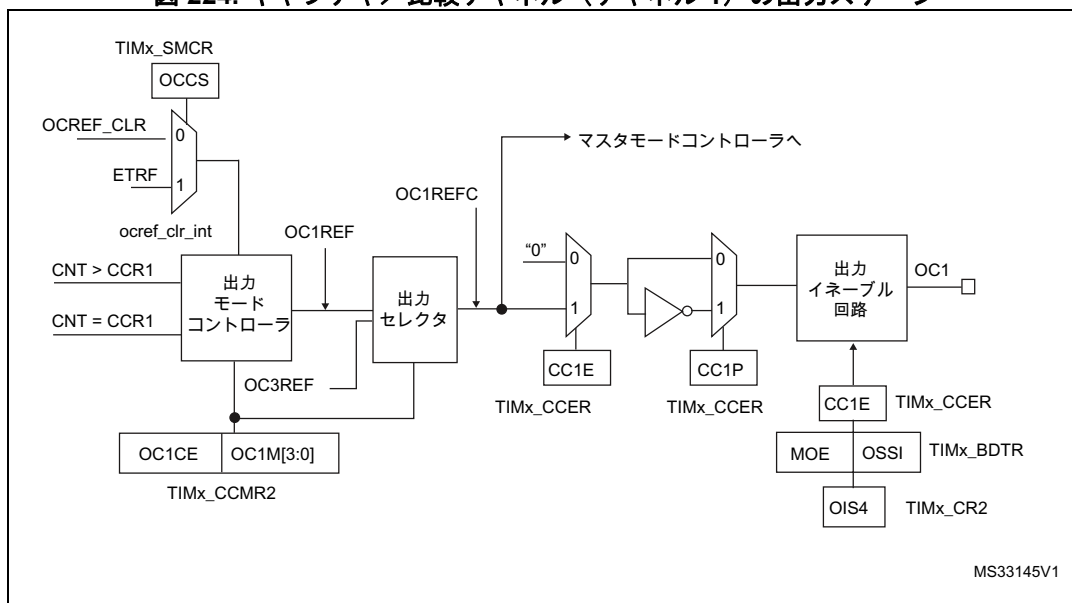 TIMx_SMCR
OCCS
OCREF_CLR
0
ETRF
1
ocref_clr_int
マスタモードコントローラへ
OC1REFC
OC1REF
CNT > CCR1
CNT = CCR1
出力
モード
コントローラ
出力
セレクタ
OC3REF
“0”
0
1
CC1E
TIMx_CCER
0
1
CC1P
TIMx_CCER
出力
イネーブル
回路
OC1
OC1CE
OC1M[3:0]
TIMx_CCMR2
CC1E
TIMx_CCER
MOE
OSSI
TIMx_BDTR
OIS4
TIMx_CR2
MS33145V1